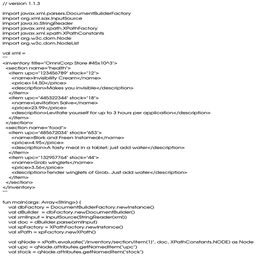 // version 1.1.3
import javax.xml.parsers.DocumentBuilderFactory
import org.xml.sax.InputSource
import java.io.StringReader
import javax.xml.xpath.XPathFactory
import javax.xml.xpath.XPathConstants
import org.w3c.dom.Node
import org.w3c.dom.NodeList
val xml =
"""
<inventory title="OmniCorp Store #45x10^3">
<section name="health">
<item upc="123456789" stock="12">
<name>Invisibility Cream</name>
<price>14.50</price>
<description>Makes you invisible</description>
</item>
<item upc="445322344" stock="18">
<name>Levitation Salve</name>
<price>23.99</price>
<description>Levitate yourself for up to 3 hours per application</description>
</item>
</section>
<section name="food">
<item upc="485672034" stock="653">
<name>Blork and Freen Instameal</name>
<price>4.95</price>
<description>A tasty meal in a tablet; just add water</description>
</item>
<item upc="132957764" stock="44">
<name>Grob winglets</name>
<price>3.56</price>
<description>Tender winglets of Grob. Just add water</description>
</item>
</section>
</inventory>
"""
fun main(args: Array<String>) {
val dbFactory = DocumentBuilderFactory.newInstance()
val dBuilder = dbFactory.newDocumentBuilder()
val xmlInput = InputSource(StringReader(xml))
val doc = dBuilder.parse(xmlInput)
val xpFactory = XPathFactory.newInstance()
val xPath = xpFactory.newXPath()
val qNode = xPath.evaluate("/inventory/section/item[1]", doc, XPathConstants.NODE) as Node
val upc = qNode.attributes.getNamedItem("upc")
val stock = qNode.attributes.getNamedItem("stock")